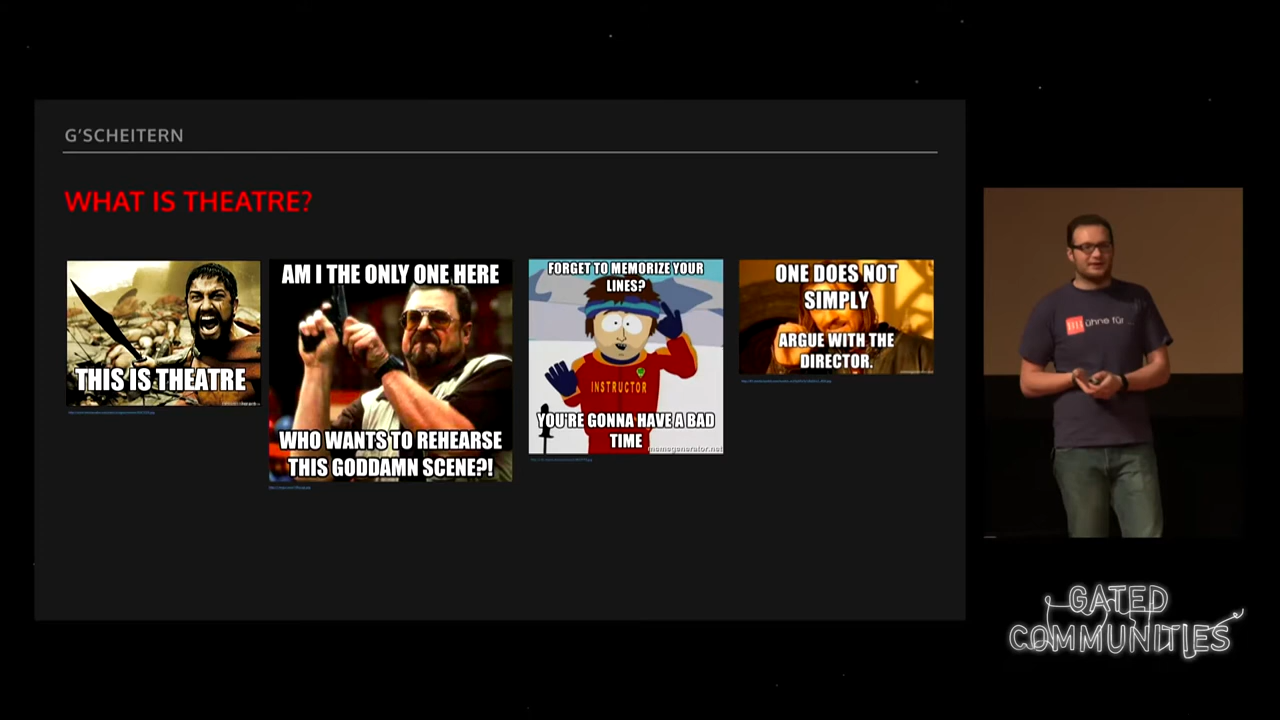 G'SCHEITERN
WHAT IS THEATRE?
THIS IS THEATRE
AM I THE ONLY ONE HERE
WHO WANTS TO REHEARSE
THIS GODDAMN SCENE?!
FORGET TO MEMORIZE YOUR
LINES?
INSTRUCTOR
YOU'RE GONNA HAVE A BAD
TIME
memegenerator.net
ONE DOES NOT
SIMPLY
ARGUE WITH THE
DIRECTOR.
ühne für
GATED
COMMUNITIES